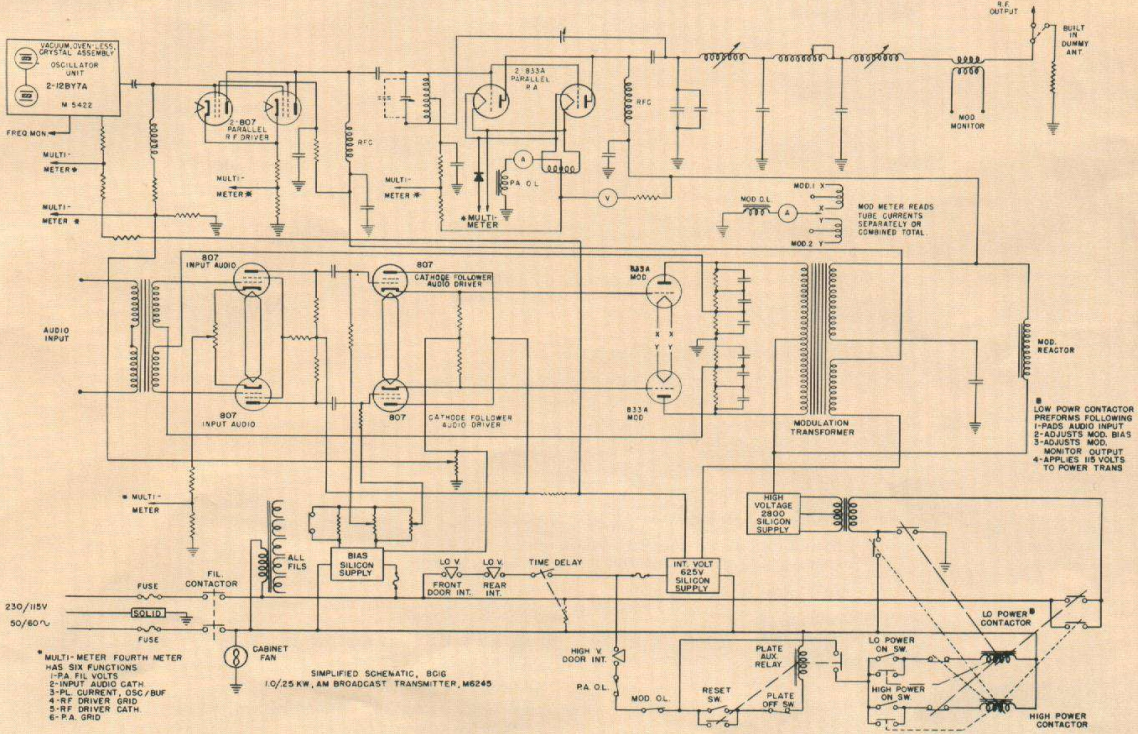 R.F.
OUTPUT
BUILT
IN
DUMMY
ANT.
VACUUM, OVEN-LESS,
CRYSTAL ASSEMBLY
OSCILLATOR
UNIT
2-12BY7A
M 5422
FREQ. MON
MULTI-
METER *
MULTI-
METER *
2-807
PARALLEL
R F DRIVER
MULTI-
METER *
RFC
MULTI-
METER *
2-833A
PARALLEL
P.A
A
P.A. O.L.
* MULTI-
METER
V
RFC
MOD
MONITOR
MOD. 1 X
MOD O.L.
A
X
Y
MOD. 2 Y
MOD METER READS
TUBE CURRENTS
SEPARATELY OR
COMBINED TOTAL
AUDIO
INPUT
807
INPUT AUDIO
807
CATHODE FOLLOWER
AUDIO DRIVER
833A
MOD
X X
Y Y
807
INPUT AUDIO
807
CATHODE FOLLOWER
AUDIO DRIVER
833A
MOD
MODULATION
TRANSFORMER
MOD.
REACTOR
LOW POWR CONTACTOR
PREFORMS FOLLOWING
1-PADS AUDIO INPUT
2-ADJUSTS MOD. BIAS
3-ADJUSTS MOD.
MONITOR OUTPUT
4-APPLIES 115 VOLTS
TO POWER TRANS
* MULTI-
METER
ALL
FILS
BIAS
SILICON
SUPPLY
LO V.
FRONT
DOOR INT.
LO V.
REAR
INT.
TIME DELAY
INT. VOLT
625V
SILICON
SUPPLY
HIGH
VOLTAGE
2800
SILICON
SUPPLY
230/115V
50/60~
FUSE
SOLID
FUSE
FIL.
CONTACTOR
CABINET
FAN
* MULTI-METER FOURTH METER
HAS SIX FUNCTIONS
1-P.A. FIL VOLTS
2-INPUT AUDIO CATH
3-PL. CURRENT, OSC/BUF
4-RF DRIVER GRID
5-RF DRIVER CATH.
6-P.A. GRID
SIMPLIFIED SCHEMATIC, BC1G
1.0/.25 KW, AM BROADCAST TRANSMITTER, M6245
HIGH V.
DOOR INT.
P.A. O.L.
MOD. OL.
RESET
SW.
PLATE
AUX.
RELAY
PLATE
OFF SW.
LO POWER
CONTACTOR
LO POWER
ON SW.
HIGH POWER
ON SW.
HIGH POWER
CONTACTOR